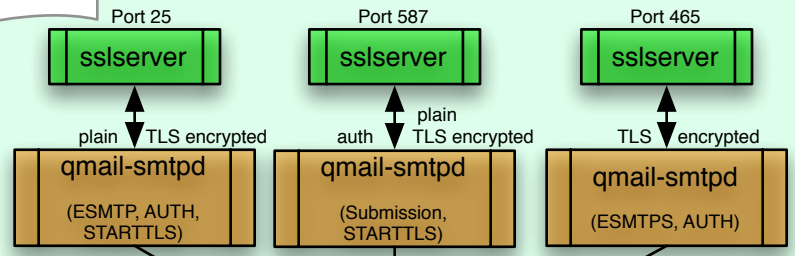 Port 25
Port 587
Port 465
sslserver
sslserver
sslserver
plain TLS encrypted
plain
auth TLS encrypted
TLS encrypted
qmail-smtpd
(ESMTP, AUTH,
STARTTLS)
qmail-smtpd
(Submission,
STARTTLS)
qmail-smtpd
(ESMTPS, AUTH)